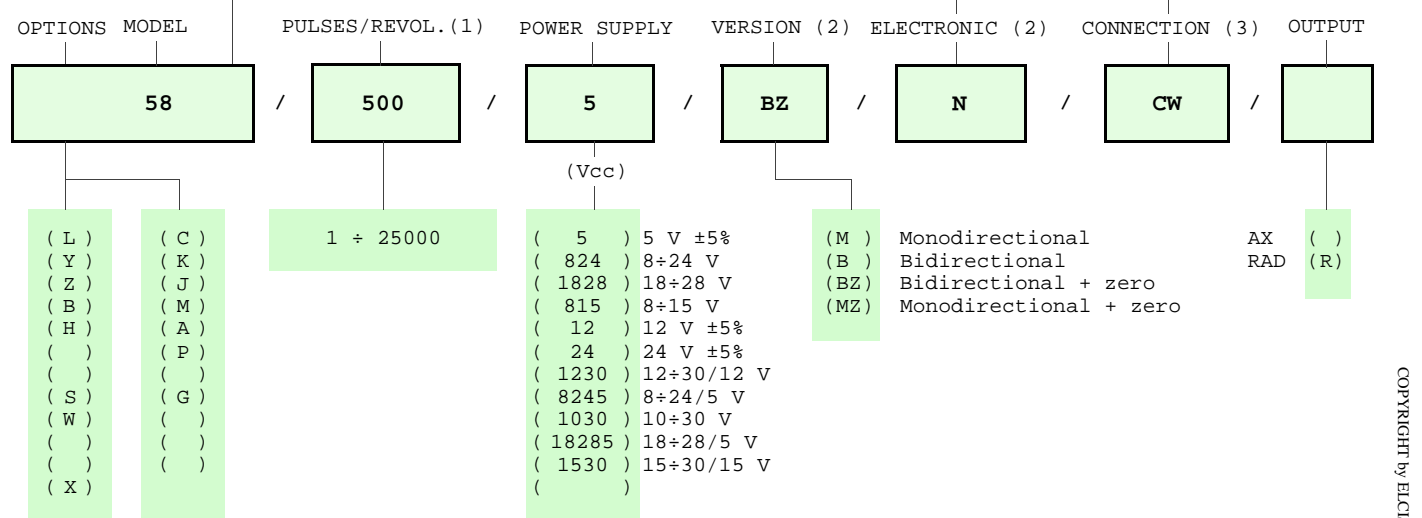 OPTIONS MODEL PULSES/REVOL.(1) POWER SUPPLY VERSION (2) ELECTRONIC (2) CONNECTION (3) OUTPUT
58 / 500 / 5 / BZ / N / CW /
(Vcc)
( L ) ( C ) 1 ÷ 25000 ( 5 ) 5 V ±5% (M ) Monodirectional AX ( )
( Y ) ( K ) ( 824 ) 8÷24 V (B ) Bidirectional RAD (R)
( Z ) ( J ) ( 1828 ) 18÷28 V (BZ) Bidirectional + zero
( B ) ( M ) ( 815 ) 8÷15 V (MZ) Monodirectional + zero
( H ) ( A ) ( 12 ) 12 V ±5%
( ) ( P ) ( 24 ) 24 V ±5%
( ) ( ) ( 1230 ) 12÷30/12 V
( S ) ( G ) ( 8245 ) 8÷24/5 V
( W ) ( ) ( 1030 ) 10÷30 V
( ) ( ) ( 18285 ) 18÷28/5 V
( ) ( ) ( 1530 ) 15÷30/15 V
( X ) ( )
COPYRIGHT by